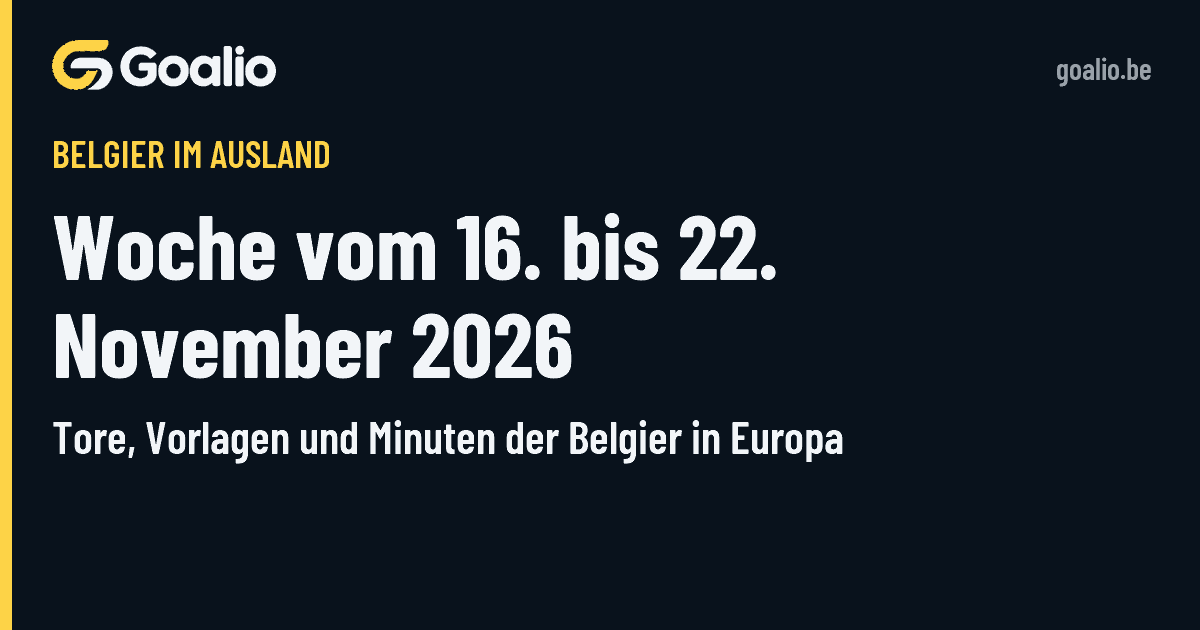 Goalio
goalio.be
BELGIER IM AUSLAND
Woche vom 16. bis 22.
November 2026
Tore, Vorlagen und Minuten der Belgier in Europa